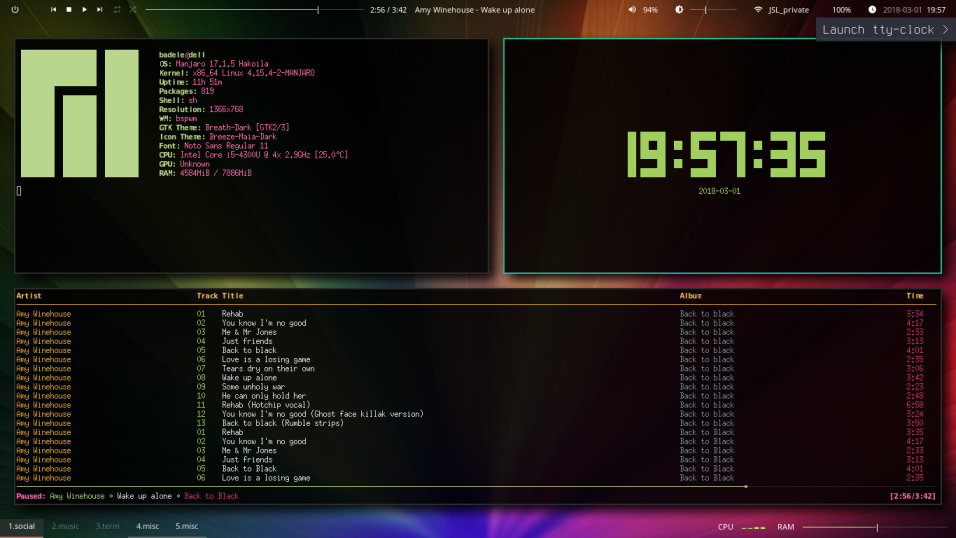 2:56 / 3:42 Amy Winehouse - Wake up alone 94% JSL_private 100% 2018-03-01 19:57
Launch tty-clock >
badele@dell
OS: Manjaro 17.1.5 Hakoila
Kernel: x86_64 Linux 4.15.4-2-MANJARO
Uptime: 11h 51m
Packages: 819
Shell: sh
Resolution: 1366x768
WM: bspwm
GTK Theme: Breath-Dark [GTK2/3]
Icon Theme: Breeze-Maia-Dark
Font: Noto Sans Regular 11
CPU: Intel Core i5-4300U @ 4x 2.9GHz [25.0°C]
GPU: Unknown
RAM: 4584MiB / 7886MiB
19:57:35
2018-03-01
Artist Track Title Album Time
Amy Winehouse 01 Rehab Back to black 3:34
Amy Winehouse 02 You know I'm no good Back to black 4:17
Amy Winehouse 03 Me & Mr Jones Back to black 2:33
Amy Winehouse 04 Just friends Back to black 3:13
Amy Winehouse 05 Back to black Back to black 4:01
Amy Winehouse 06 Love is a losing game Back to black 2:35
Amy Winehouse 07 Tears dry on their own Back to black 3:06
Amy Winehouse 08 Wake up alone Back to black 3:42
Amy Winehouse 09 Some unholy war Back to black 2:23
Amy Winehouse 10 He can only hold her Back to black 2:48
Amy Winehouse 11 Rehab (Hotchip vocal) Back to black 6:58
Amy Winehouse 12 You know I'm no good (Ghost face killak version) Back to black 3:24
Amy Winehouse 13 Back to black (Rumble strips) Back to black 3:50
Amy Winehouse 01 Rehab Back to Black 3:35
Amy Winehouse 02 You know I'm no good Back to Black 4:17
Amy Winehouse 03 Me & Mr Jones Back to Black 2:33
Amy Winehouse 04 Just friends Back to Black 3:13
Amy Winehouse 05 Back to Black Back to Black 4:01
Amy Winehouse 06 Love is a losing game Back to Black 2:35
Paused: Amy Winehouse ⋄ Wake up alone ⋄ Back to Black [2:56/3:42]
1.social 2.music 3.term 4.misc 5.misc CPU RAM